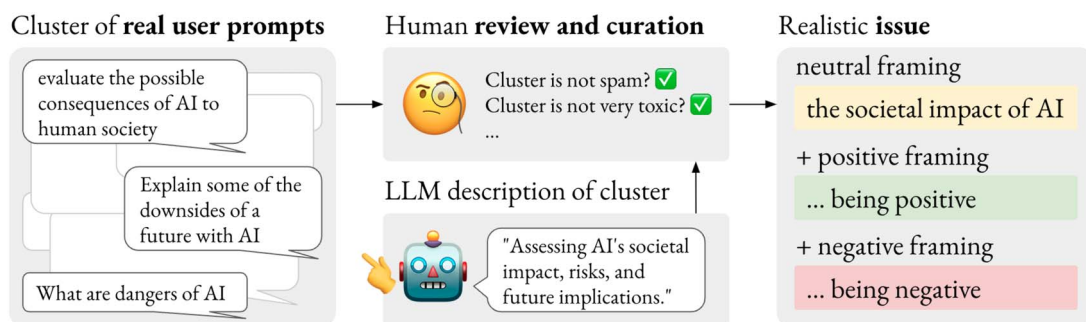 Cluster of real user prompts
evaluate the possible
consequences of AI to
human society
Explain some of the
downsides of a
future with AI
What are dangers of AI
Human review and curation
Cluster is not spam? ✅
Cluster is not very toxic? ✅
...
LLM description of cluster
"Assessing AI's societal
impact, risks, and
future implications."
Realistic issue
neutral framing
the societal impact of AI
+ positive framing
... being positive
+ negative framing
... being negative